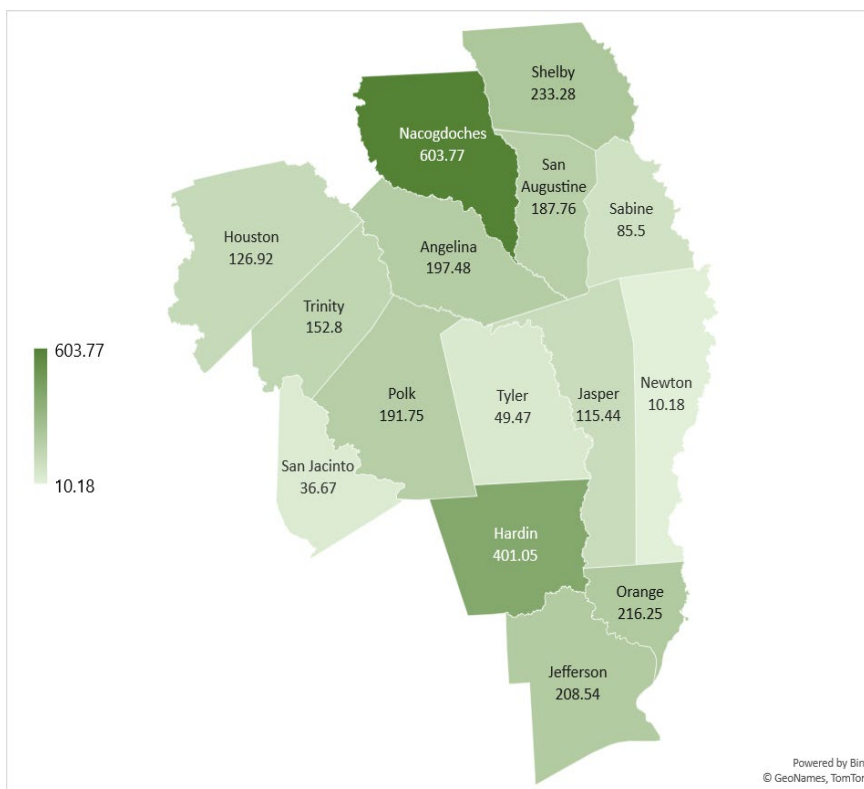 Shelby
233.28
Nacogdoches
603.77
San
Augustine
187.76
Sabine
85.5
Houston
126.92
Angelina
197.48
Trinity
152.8
603.77
10.18
Polk
191.75
Tyler
49.47
Jasper
115.44
Newton
10.18
San Jacinto
36.67
Hardin
401.05
Orange
216.25
Jefferson
208.54
Powered by Bin
© GeoNames, TomTom